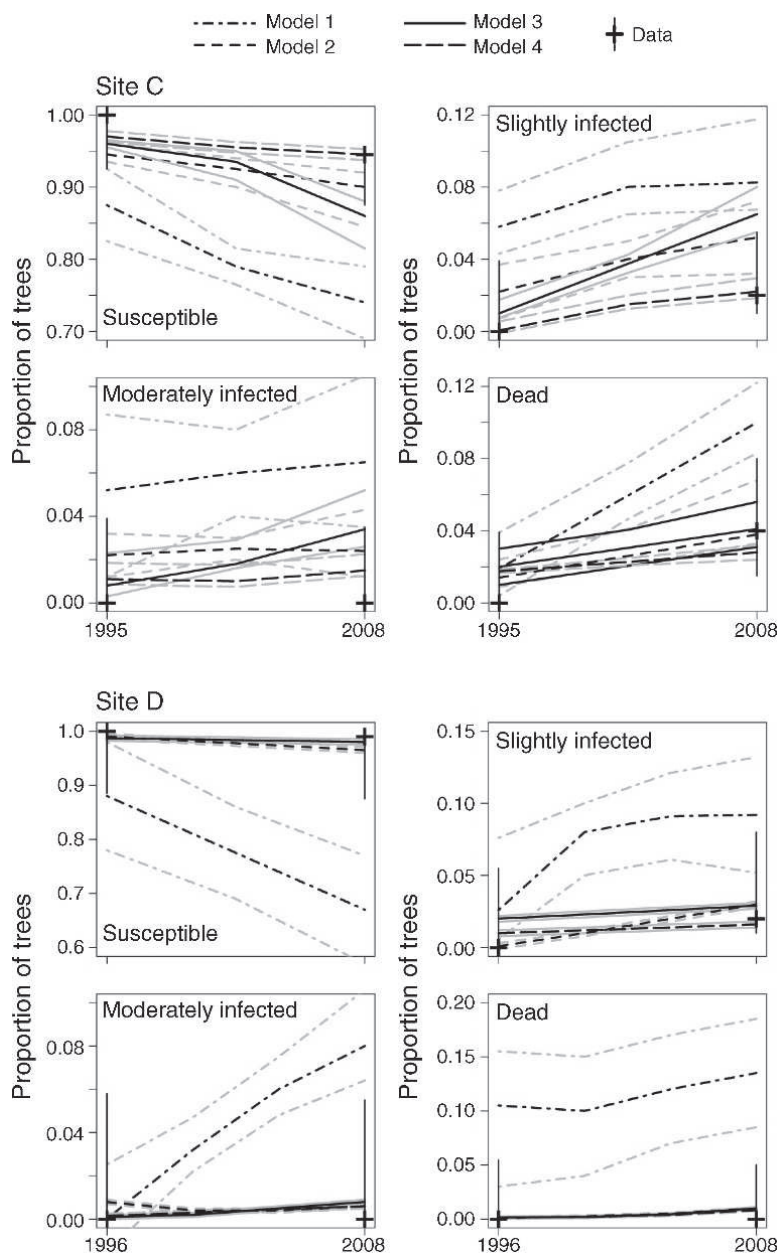 Model 1 Model 3 Data
Model 2 Model 4
Site C
1.00 0.12
Susceptible Slightly infected
0.90 0.08
0.80 0.04
0.70 0.00
Proportion of trees Proportion of trees
Moderately infected Dead
0.08 0.12
0.04 0.08
0.00 0.04
0.00
1995 2008 1995 2008
Site D
1.0 0.15
Susceptible Slightly infected
0.9 0.10
0.8 0.05
0.7 0.00
0.6
Proportion of trees Proportion of trees
Moderately infected Dead
0.08 0.20
0.04 0.15
0.00 0.10
0.05
0.00
1996 2008 1996 2008